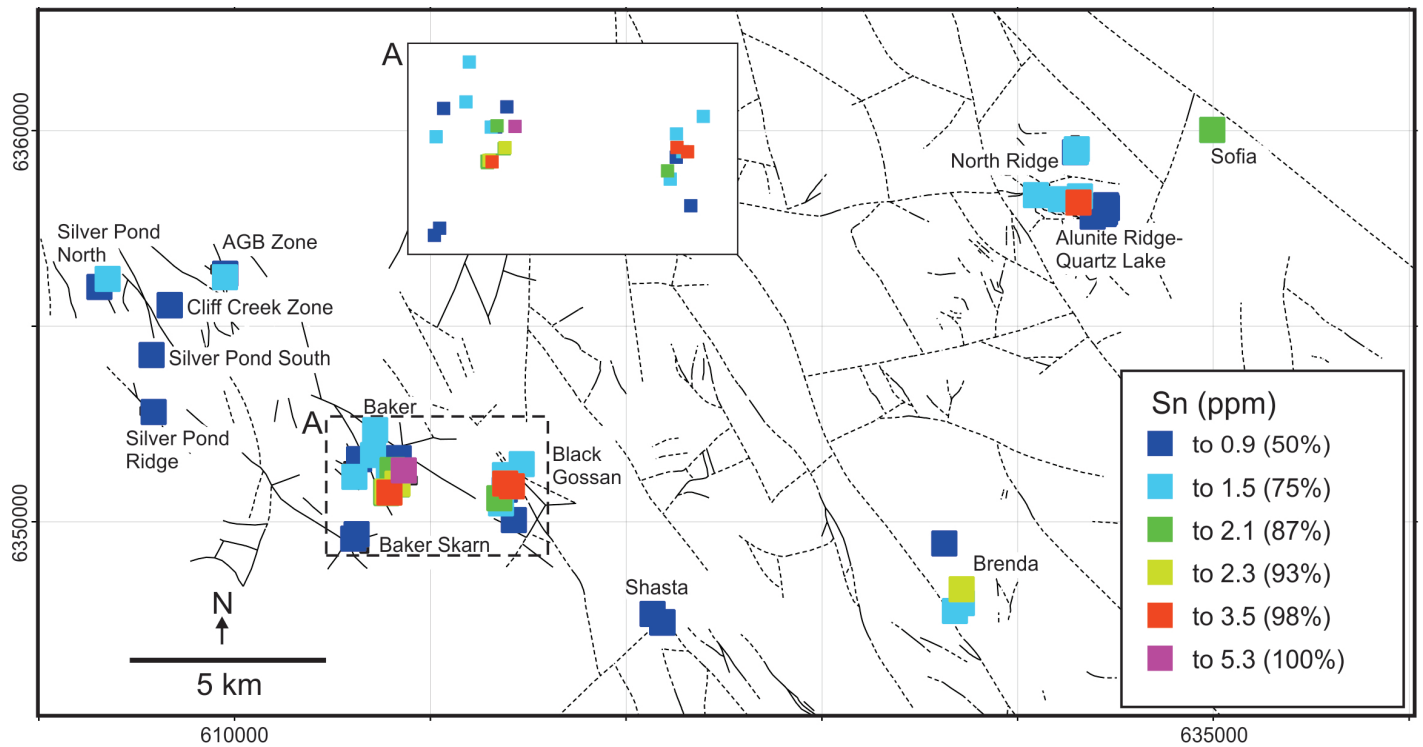 A
6360000
North Ridge
Sofia
Silver Pond
North
AGB Zone
Alunite Ridge-
Quartz Lake
Cliff Creek Zone
Silver Pond South
Silver Pond
Ridge
Baker
A
Black
Gossan
Baker Skarn
6350000
Shasta
Brenda
Sn (ppm)
to 0.9 (50%)
to 1.5 (75%)
to 2.1 (87%)
to 2.3 (93%)
to 3.5 (98%)
to 5.3 (100%)
N
5 km
610000
635000